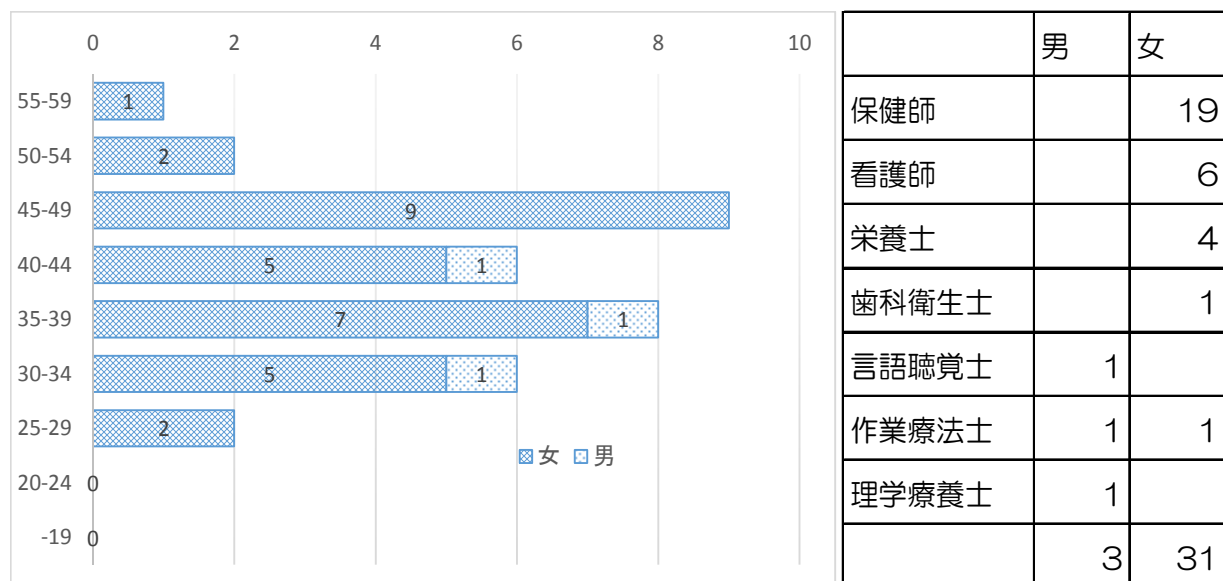 0 2 4 6 8 10
55-59 1
50-54 2
45-49 9
40-44 5 1
35-39 7 1
30-34 5 1
25-29 2
女 男
20-24 0
-19 0
男 女
保健師 19
看護師 6
栄養士 4
歯科衛生士 1
言語聴覚士 1
作業療法士 1 1
理学療養士 1
3 31